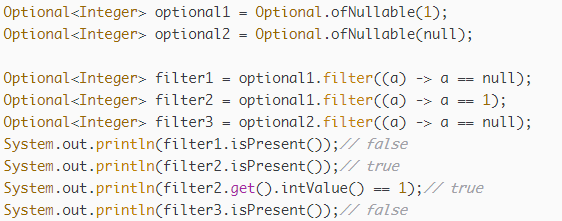 Optional<Integer> optional1 = Optional.ofNullable(1);
Optional<Integer> optional2 = Optional.ofNullable(null);

Optional<Integer> filter1 = optional1.filter((a) -> a == null);
Optional<Integer> filter2 = optional1.filter((a) -> a == 1);
Optional<Integer> filter3 = optional2.filter((a) -> a == null);
System.out.println(filter1.isPresent());// false
System.out.println(filter2.isPresent());// true
System.out.println(filter2.get().intValue() == 1);// true
System.out.println(filter3.isPresent());// false